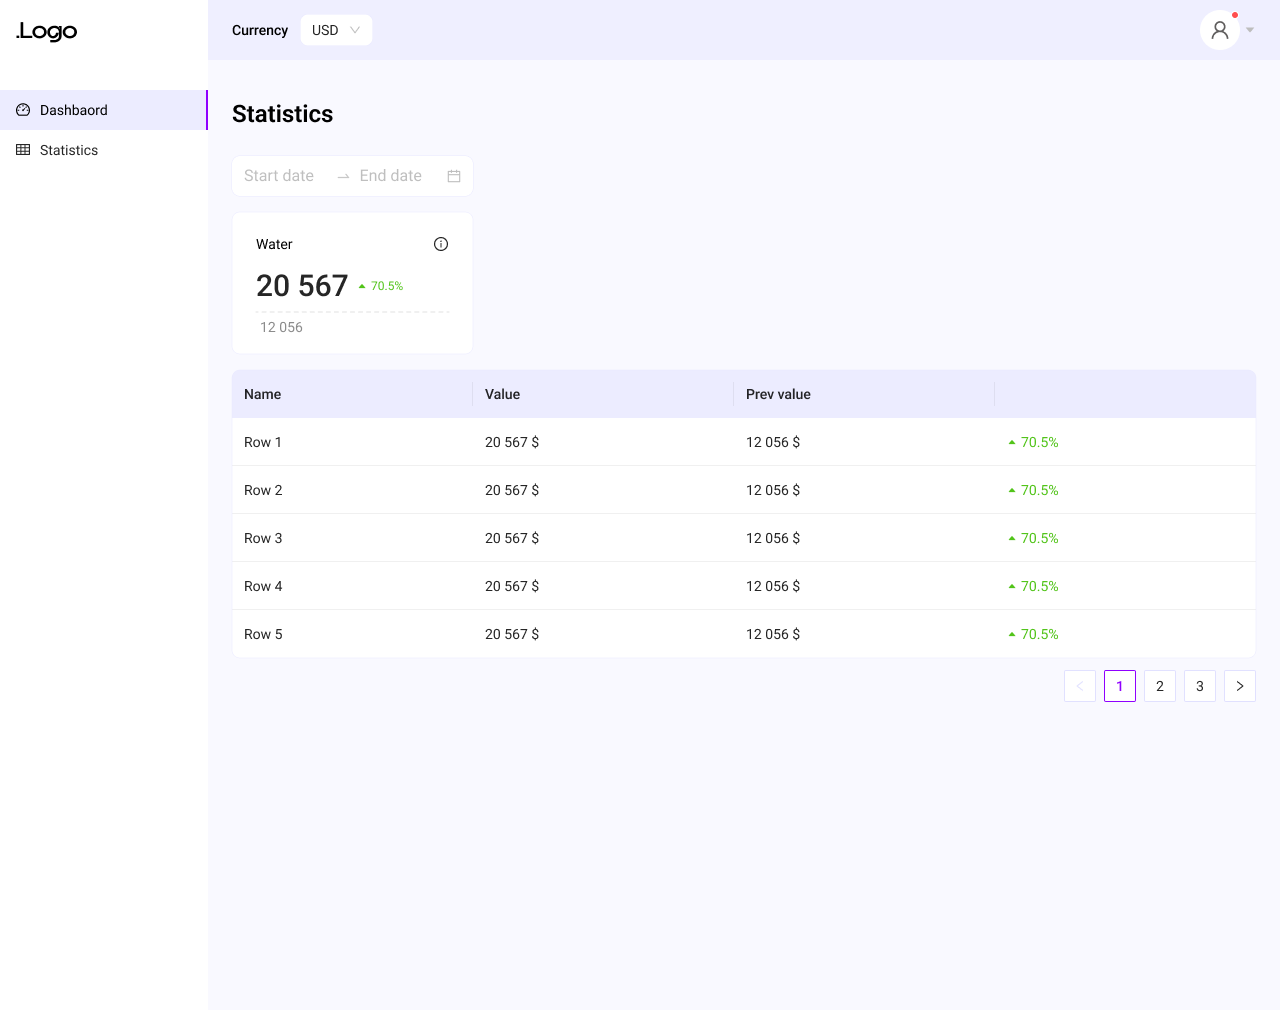 .Logo
Currency USD
Dashbaord
Statistics
Statistics
Start date End date
Water
20 567 70.5%
12 056
Name Value Prev value
Row 1 20 567 $ 12 056 $ 70.5%
Row 2 20 567 $ 12 056 $ 70.5%
Row 3 20 567 $ 12 056 $ 70.5%
Row 4 20 567 $ 12 056 $ 70.5%
Row 5 20 567 $ 12 056 $ 70.5%
1 2 3